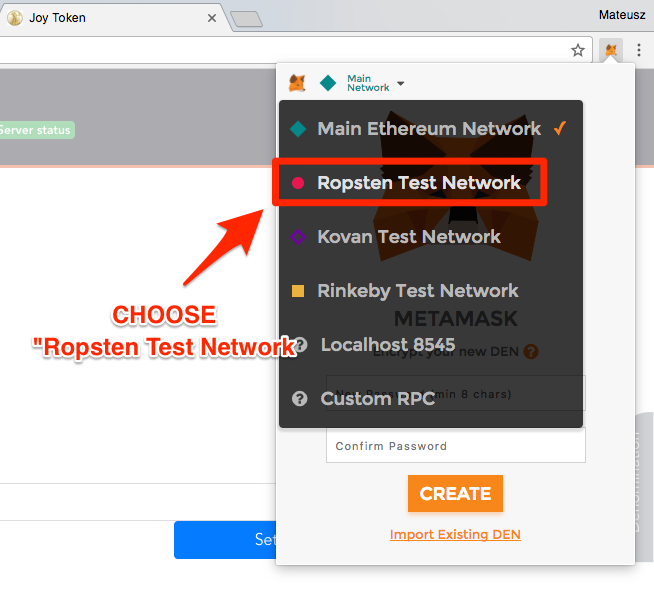 Joy Token
Mateusz
Main
Network
Server status
Main Ethereum Network
Ropsten Test Network
Kovan Test Network
CHOOSE
"Ropsten Test Network
Rinkeby Test Network
METAMASK
Localhost 8545
Encrypt your new DEN
Custom RPC
min 8 chars)
Confirm Password
Denomination
CREATE
Set
Import Existing DEN